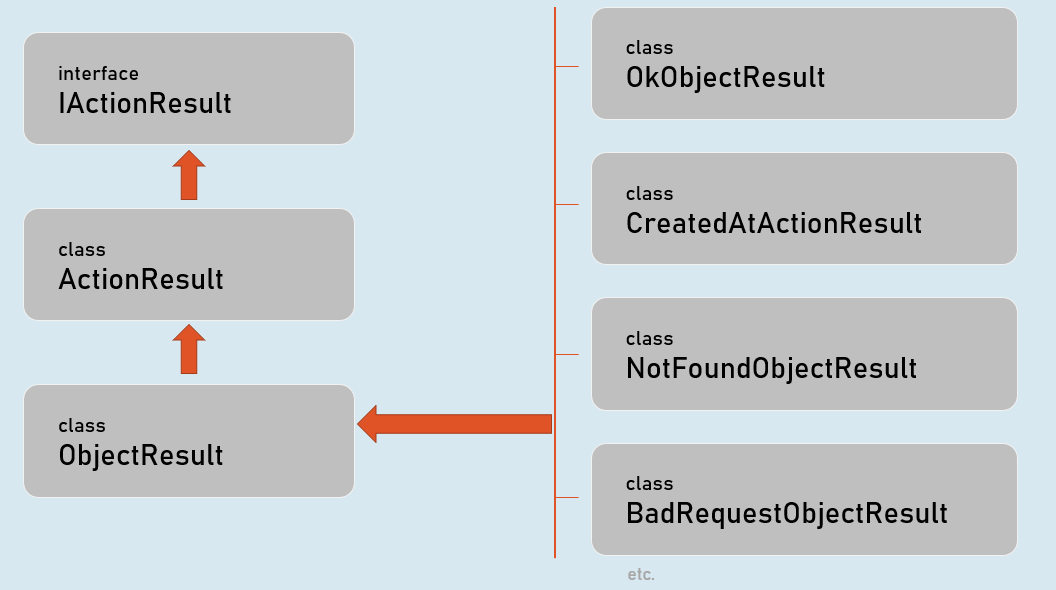 interface
IActionResult
class
ActionResult
class
ObjectResult
class
OkObjectResult
class
CreatedAtActionResult
class
NotFoundObjectResult
class
BadRequestObjectResult
etc.